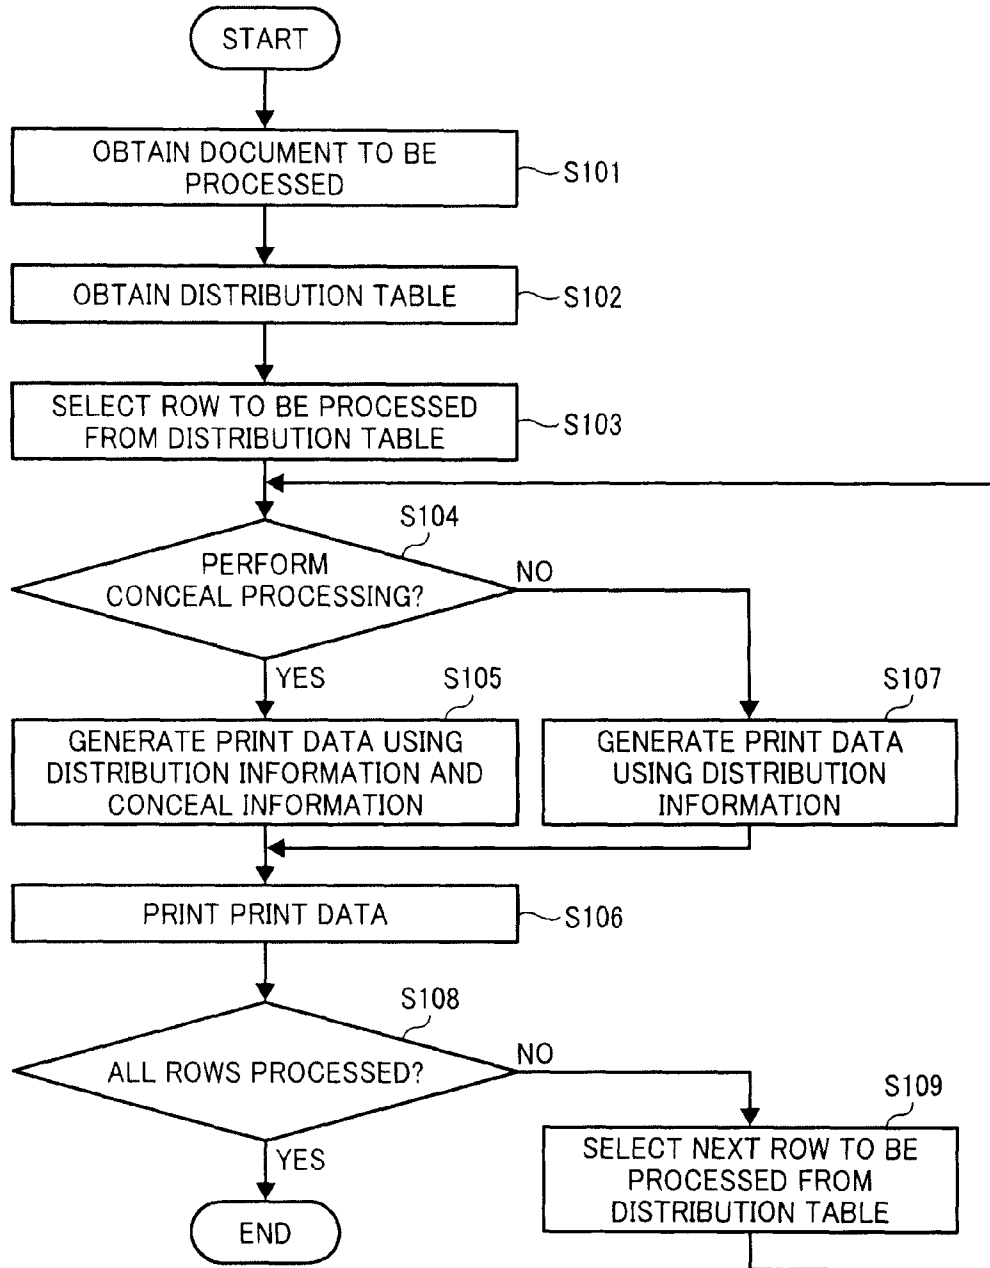 START
OBTAIN DOCUMENT TO BE
PROCESSED
S101
OBTAIN DISTRIBUTION TABLE
S102
SELECT ROW TO BE PROCESSED
FROM DISTRIBUTION TABLE
S103
S104
PERFORM
CONCEAL PROCESSING?
NO
YES
S105
GENERATE PRINT DATA USING
DISTRIBUTION INFORMATION AND
CONCEAL INFORMATION
S107
GENERATE PRINT DATA
USING DISTRIBUTION
INFORMATION
PRINT PRINT DATA
S106
S108
ALL ROWS PROCESSED?
NO
YES
S109
SELECT NEXT ROW TO BE
PROCESSED FROM
DISTRIBUTION TABLE
END